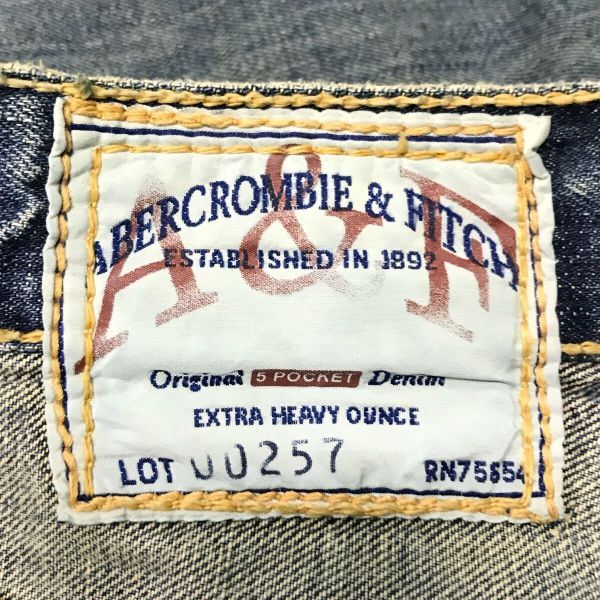 ABERCROMBIE & FITCH
A & F
ESTABLISHED IN 1892
Original 5 POCKET Denim
EXTRA HEAVY OUNCE
LOT 00257 RN75654